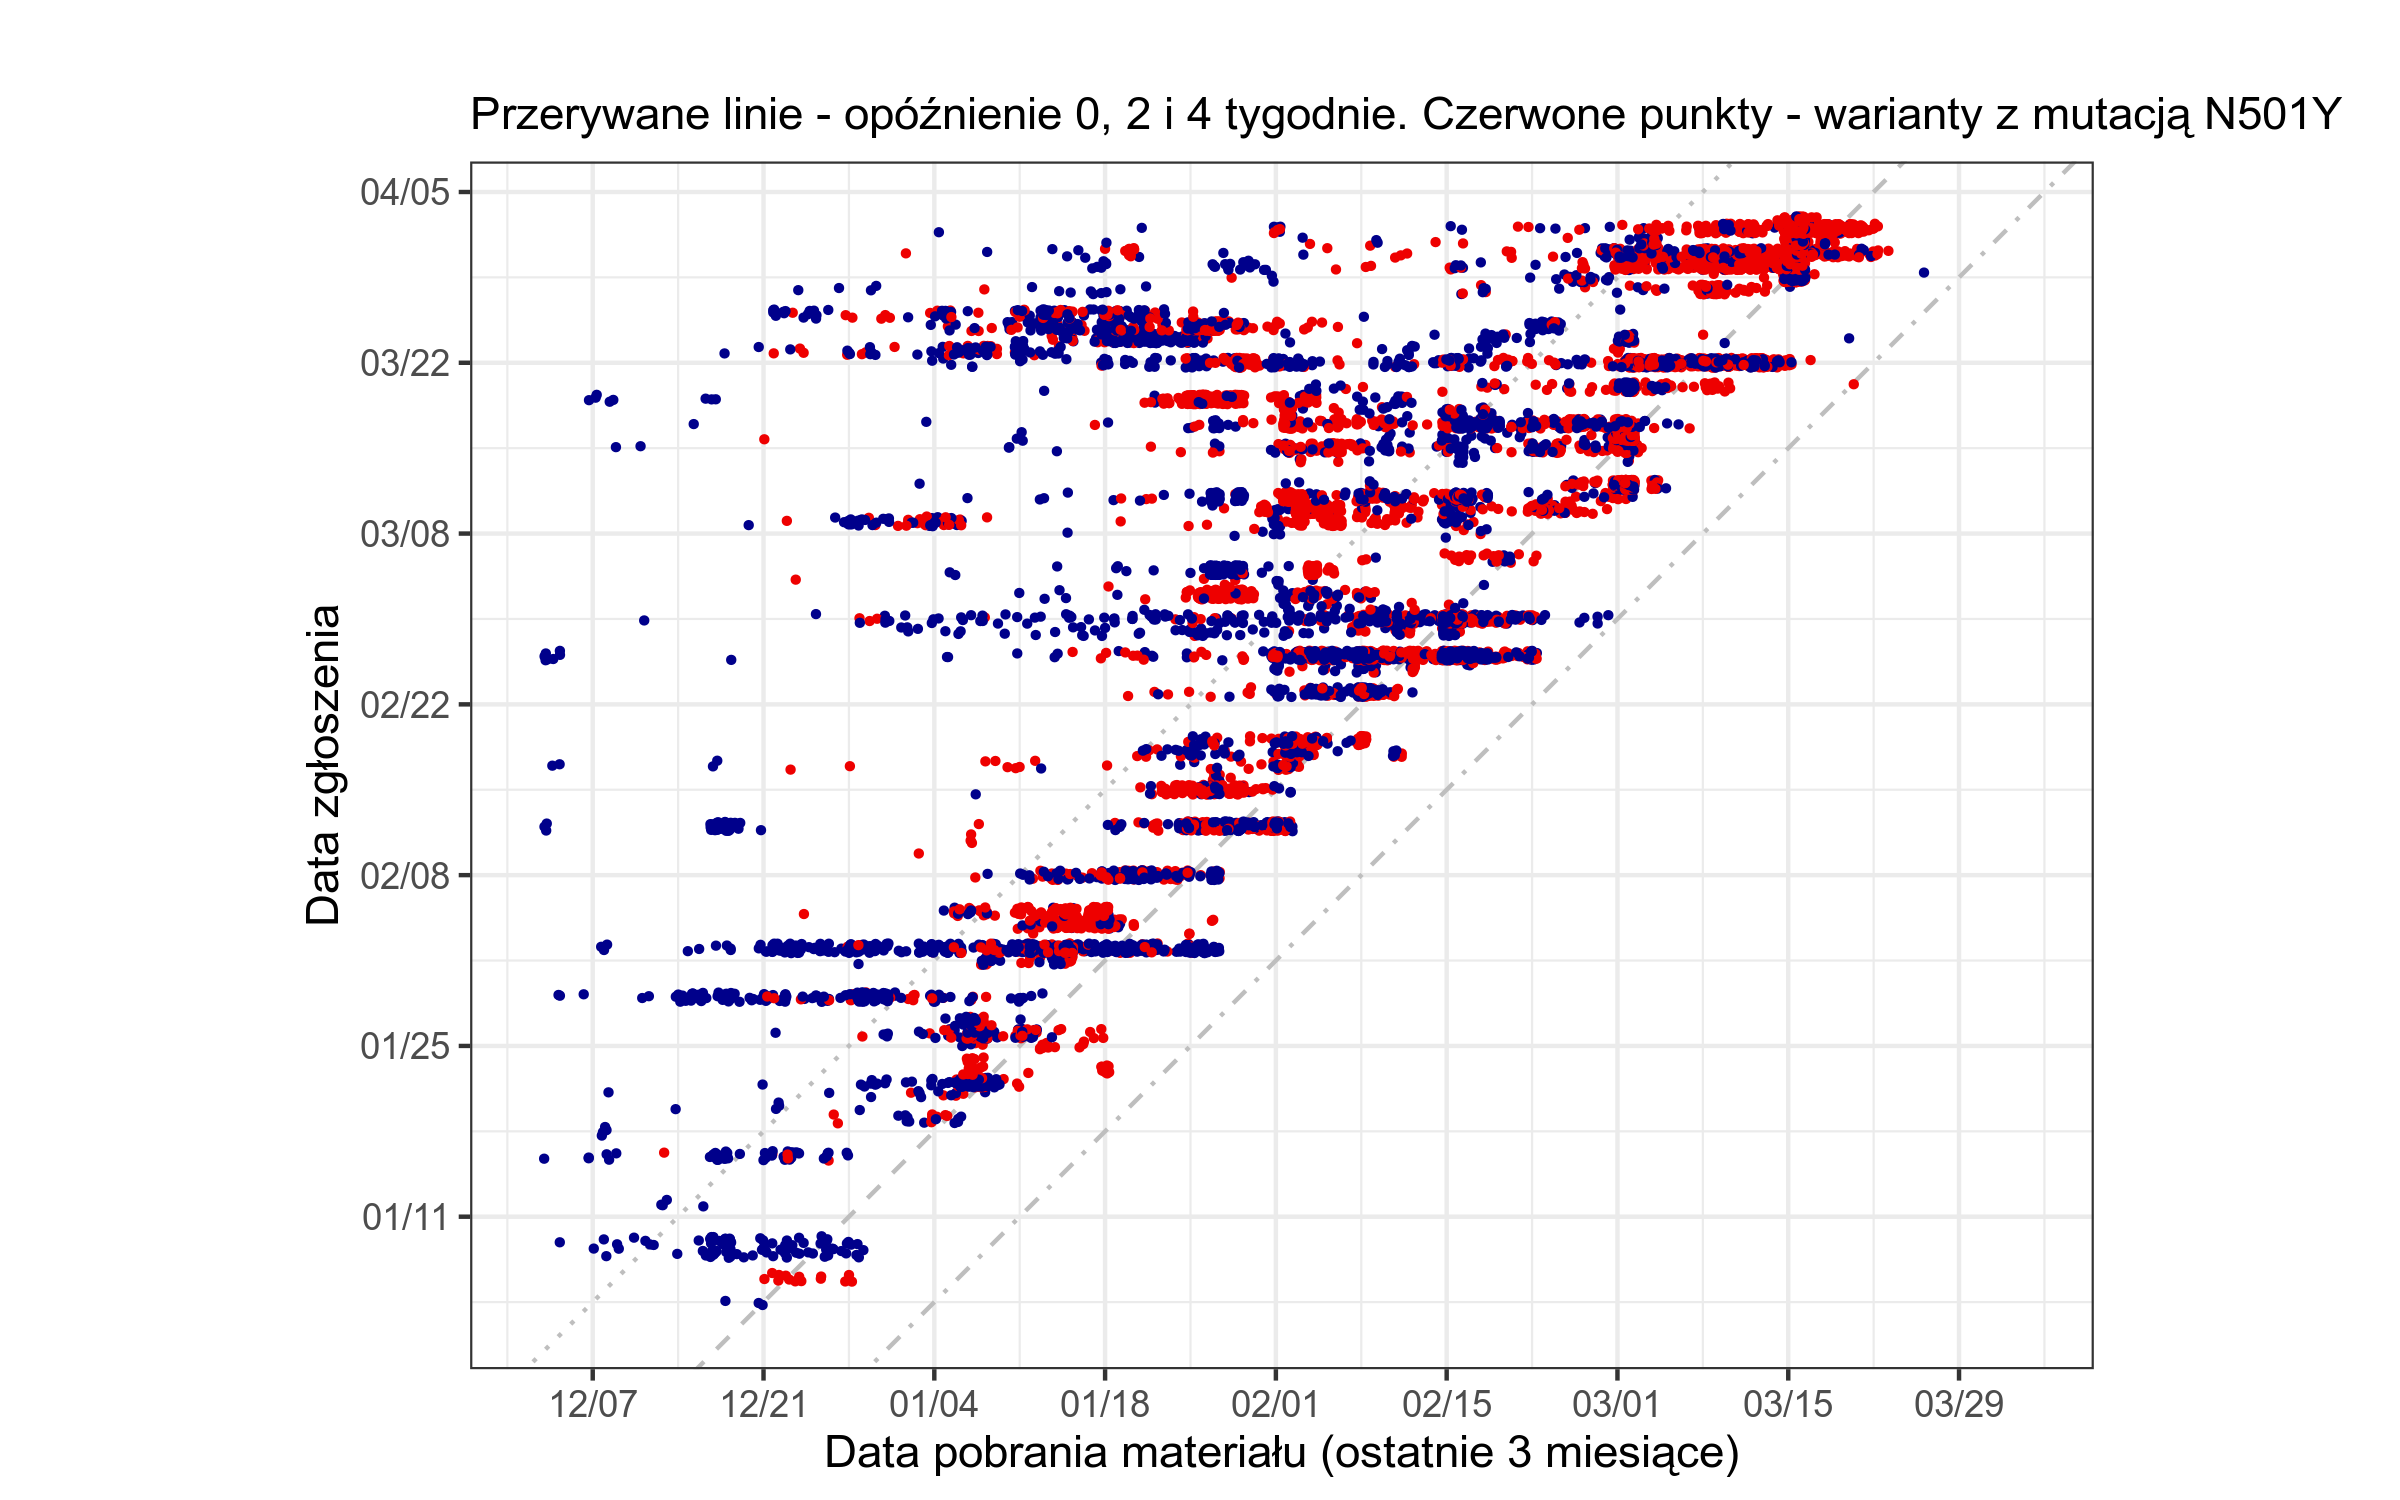 Przerywane linie - opóźnienie 0, 2 i 4 tygodnie. Czerwone punkty - warianty z mutacją N501Y
Data zgłoszenia
04/05
03/22
03/08
02/22
02/08
01/25
01/11
12/07 12/21 01/04 01/18 02/01 02/15 03/01 03/15 03/29
Data pobrania materiału (ostatnie 3 miesiące)